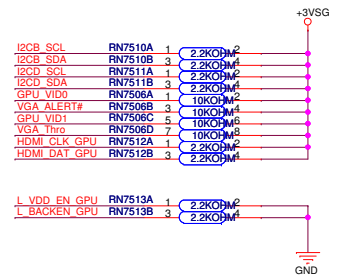 +3VSG
I2CB_SCL RN7510A 1 2.2KOHM 2
I2CB_SDA RN7510B 3 2.2KOHM 4
I2CD_SCL RN7511A 1 2.2KOHM 2
I2CD_SDA RN7511B 3 2.2KOHM 4
GPU_VID0 RN7506A 1 10KOHM 2
VGA_ALERT# RN7506B 3 10KOHM 4
GPU_VID1 RN7506C 5 10KOHM 6
VGA_Thro RN7506D 7 10KOHM 8
HDMI_CLK_GPU RN7512A 1 2.2KOHM 2
HDMI_DAT_GPU RN7512B 3 2.2KOHM 4
L_VDD_EN_GPU RN7513A 1 2.2KOHM 2
L_BACKEN_GPU RN7513B 3 2.2KOHM 4
GND